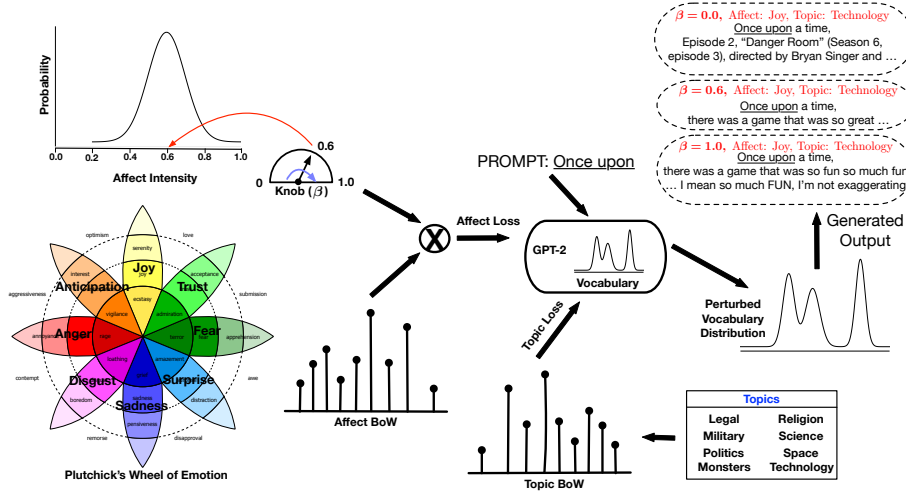 β = 0.0, Affect: Joy, Topic: Technology
Once upon a time,
Episode 2, “Danger Room” (Season 6,
episode 3), directed by Bryan Singer and …
β = 0.6, Affect: Joy, Topic: Technology
Once upon a time,
there was a game that was so great …
β = 1.0, Affect: Joy, Topic: Technology
Once upon a time,
there was a game that was so fun so much fun
… I mean so much FUN, I'm not exaggerating
Probability
0.0 0.2 0.4 0.6 0.8 1.0
Affect Intensity
0.6
0
1.0
Knob (β)
PROMPT: Once upon
X
Affect Loss
GPT-2
Vocabulary
Topic Loss
Generated
Output
Perturbed
Vocabulary
Distribution
optimism
love
serenity
Joy
joy
ecstasy
interest
Anticipation
vigilance
acceptance
Trust
admiration
aggressiveness
submission
annoyance
Anger
rage
terror
Fear
fear
apprehension
contempt
awe
loathing
Disgust
boredom
amazement
Surprise
distraction
grief
sadness
Sadness
pensiveness
remorse
disapproval
Plutchick's Wheel of Emotion
Affect BoW
Topic BoW
Topics
Legal Religion
Military Science
Politics Space
Monsters Technology